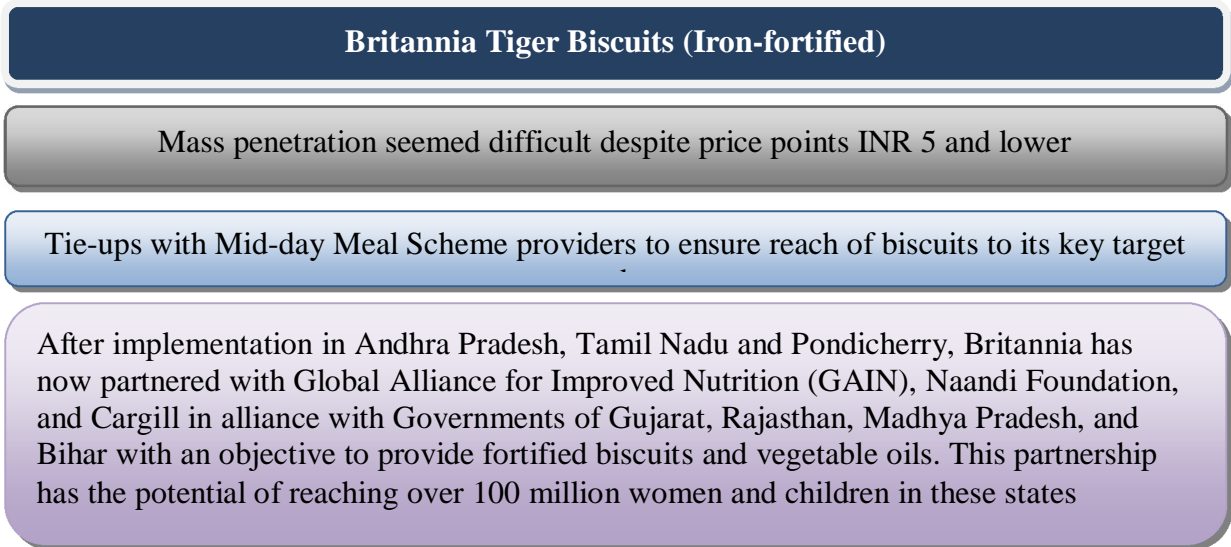 Britannia Tiger Biscuits (Iron-fortified)
Mass penetration seemed difficult despite price points INR 5 and lower
Tie-ups with Mid-day Meal Scheme providers to ensure reach of biscuits to its key target
After implementation in Andhra Pradesh, Tamil Nadu and Pondicherry, Britannia has
now partnered with Global Alliance for Improved Nutrition (GAIN), Naandi Foundation,
and Cargill in alliance with Governments of Gujarat, Rajasthan, Madhya Pradesh, and
Bihar with an objective to provide fortified biscuits and vegetable oils. This partnership
has the potential of reaching over 100 million women and children in these states